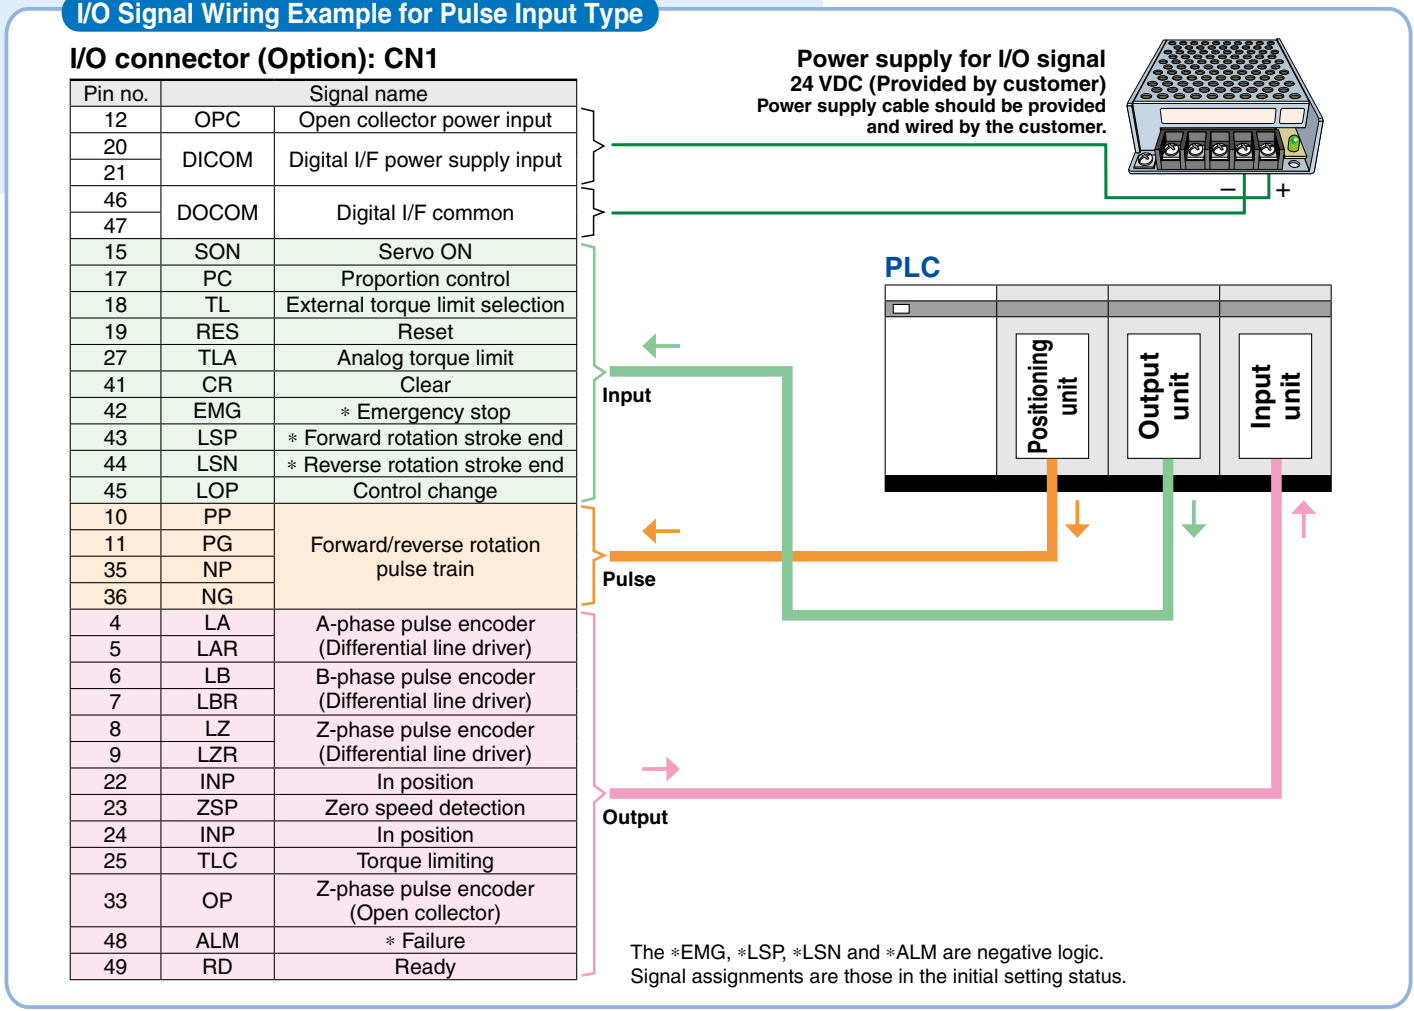 I/O Signal Wiring Example for Pulse Input Type
I/O connector (Option): CN1
Pin no. Signal name
12 OPC Open collector power input
20
21
DICOM Digital I/F power supply input
46
47
DOCOM Digital I/F common
15 SON Servo ON
17 PC Proportion control
18 TL External torque limit selection
19 RES Reset
27 TLA Analog torque limit
41 CR Clear
42 EMG * Emergency stop
43 LSP * Forward rotation stroke end
44 LSN * Reverse rotation stroke end
45 LOP Control change
10 PP
11 PG
35 NP
36 NG
Forward/reverse rotation
pulse train
4 LA
5 LAR
A-phase pulse encoder
(Differential line driver)
6 LB
7 LBR
B-phase pulse encoder
(Differential line driver)
8 LZ
9 LZR
Z-phase pulse encoder
(Differential line driver)
22 INP In position
23 ZSP Zero speed detection
24 INP In position
25 TLC Torque limiting
33 OP
Z-phase pulse encoder
(Open collector)
48 ALM * Failure
49 RD Ready
Power supply for I/O signal
24 VDC (Provided by customer)
Power supply cable should be provided
and wired by the customer.
− +
PLC
Positioning
unit
Output
unit
Input
unit
Input
Pulse
Output
The *EMG, *LSP, *LSN and *ALM are negative logic.
Signal assignments are those in the initial setting status.